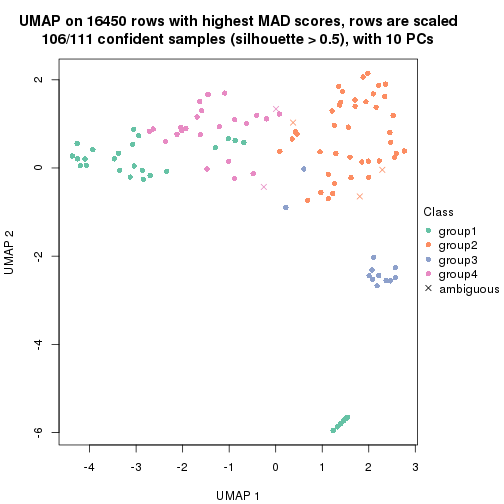 UMAP on 16450 rows with highest MAD scores, rows are scaled
106/111 confident samples (silhouette > 0.5), with 10 PCs
2
0
-2
-4
-6
UMAP 2
-4
-3
-2
-1
0
1
2
3
UMAP 1
Class
group1
group2
group3
group4
ambiguous